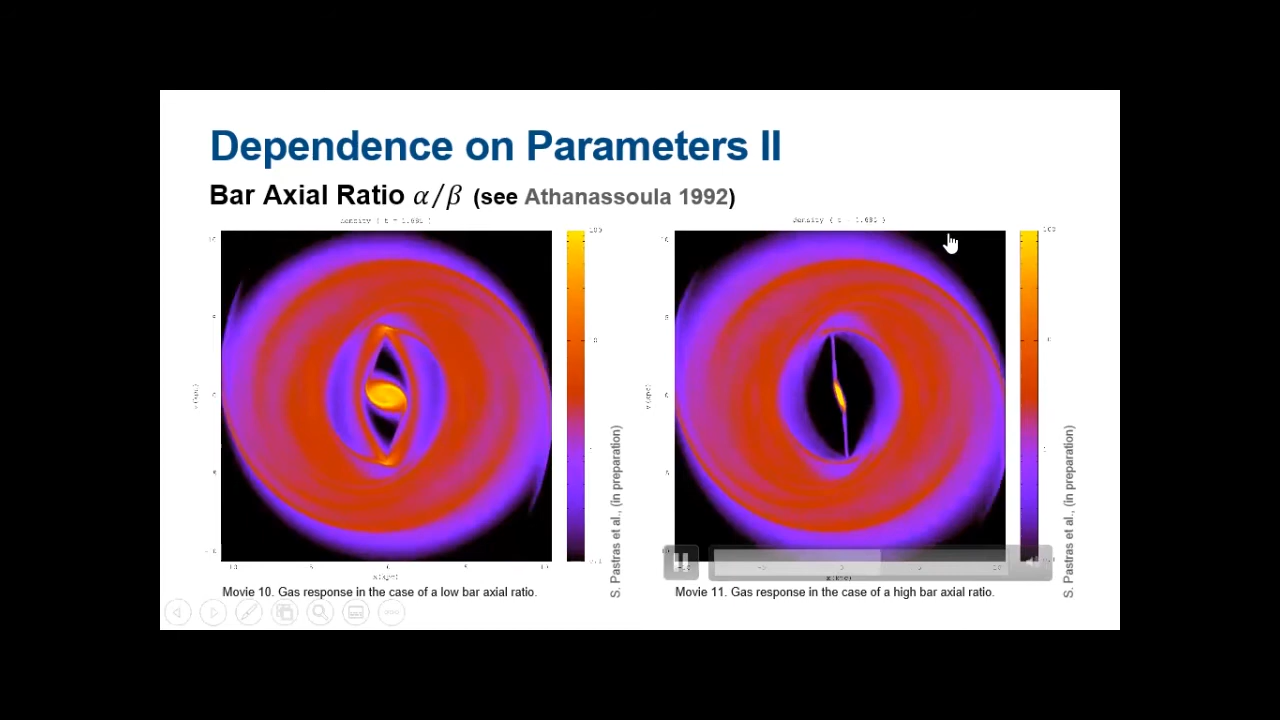 Dependence on Parameters II
Bar Axial Ratio α/β (see Athanassoula 1992)
S. Pastras et al., (in preparation)
S. Pastras et al., (in preparation)
Movie 10. Gas response in the case of a low bar axial ratio.
Movie 11. Gas response in the case of a high bar axial ratio.